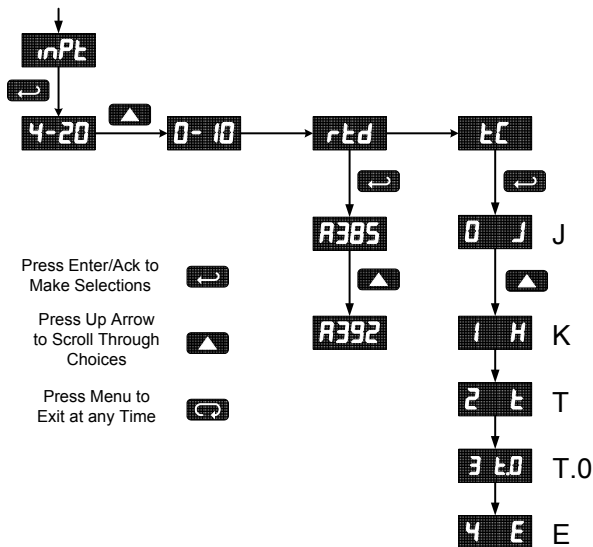 inPt
4-20
0-10
rtd
tC
A385
0 J
J
Press Enter/Ack to
Make Selections
Press Up Arrow
to Scroll Through
Choices
A392
1 H
K
Press Menu to
Exit at any Time
2 t
T
3 t.0
T.0
4 E
E